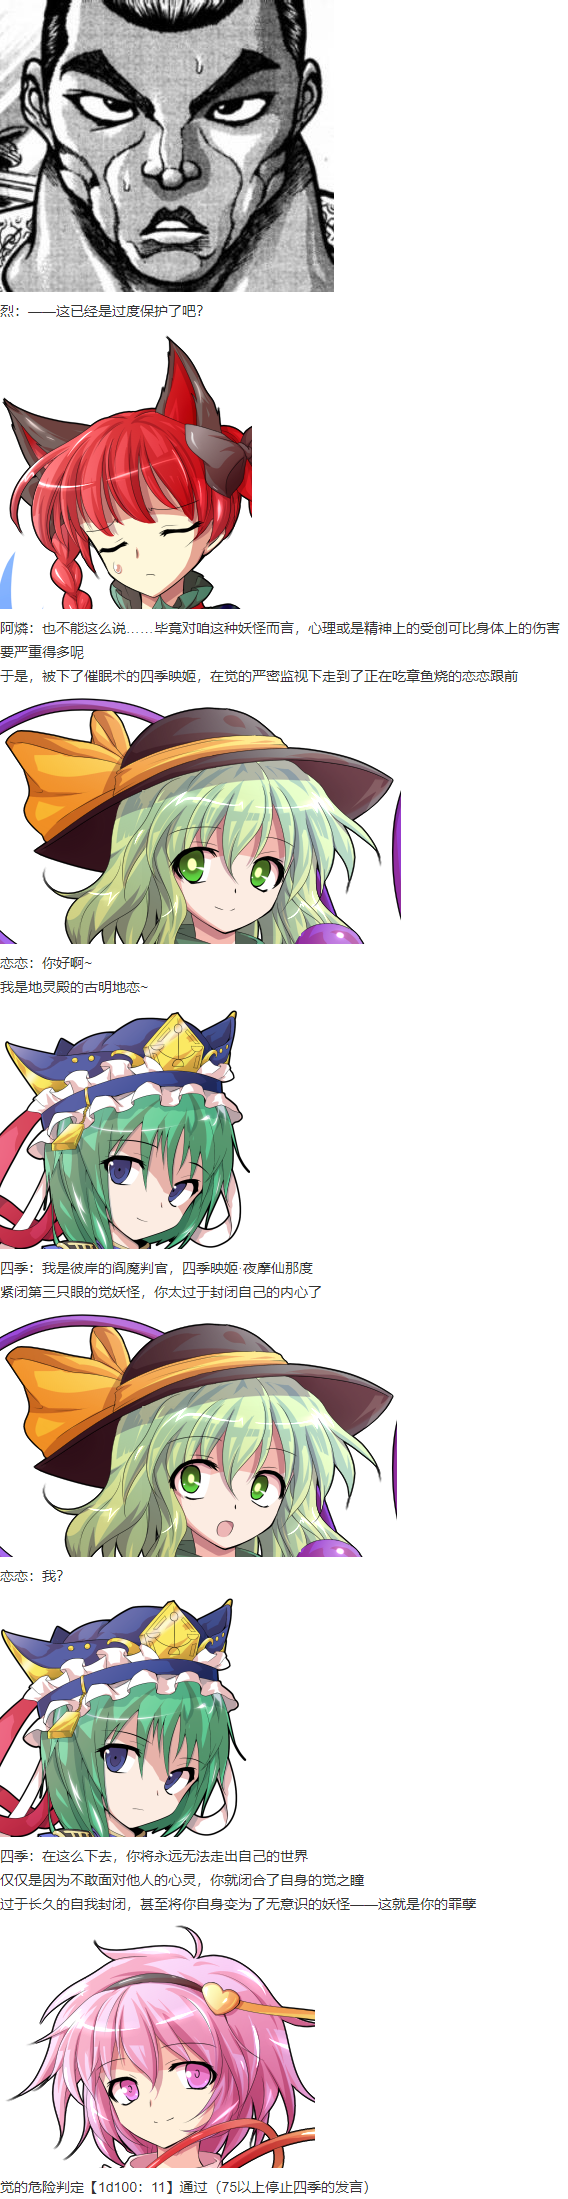 烈：——这已经是过度保护了吧？
阿燐：也不能这么说……毕竟对咱这种妖怪而言，心理或是精神上的受创可比身体上的伤害
要严重得多呢
于是，被下了催眠术的四季映姬，在觉的严密监视下走到了正在吃章鱼烧的恋恋跟前
恋恋：你好啊~
我是地灵殿的古明地恋~
四季：我是彼岸的阎魔判官，四季映姬·夜摩仙那度
紧闭第三只眼的觉妖怪，你太过于封闭自己的内心了
恋恋：我？
四季：在这么下去，你将永远无法走出自己的世界
仅仅是因为不敢面对他人的心灵，你就闭合了自身的觉之瞳
过于长久的自我封闭，甚至将你自身变为了无意识的妖怪——这就是你的罪孽
觉的危险判定【1d100：11】通过（75以上停止四季的发言）